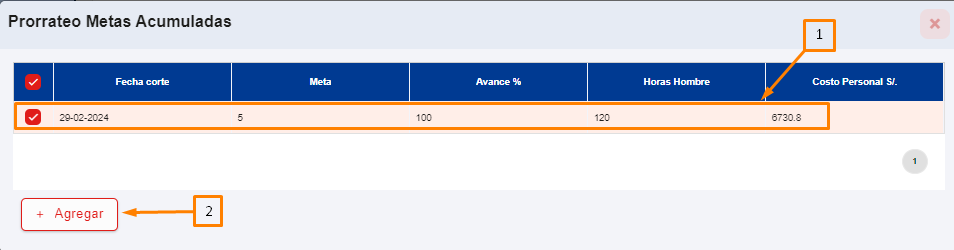 Prorrateo Metas Acumuladas
1
Fecha corte Meta Avance % Horas Hombre Costo Personal S/.
29-02-2024 5 100 120 6730.8
1
+ Agregar
2